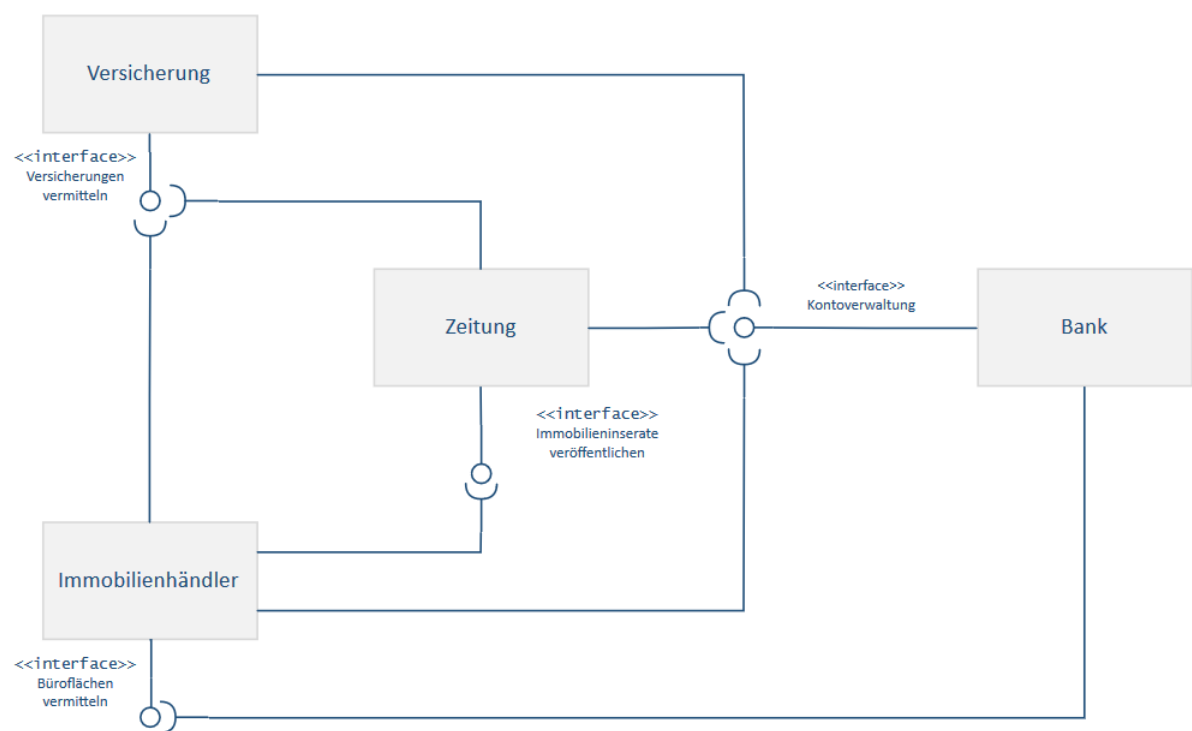 Versicherung
<<interface>>
Versicherungen
vermitteln
Zeitung
<<interface>>
Kontoverwaltung
Bank
<<interface>>
Immobilieninserate
veröffentlichen
Immobilienhändler
<<interface>>
Büroflächen
vermitteln